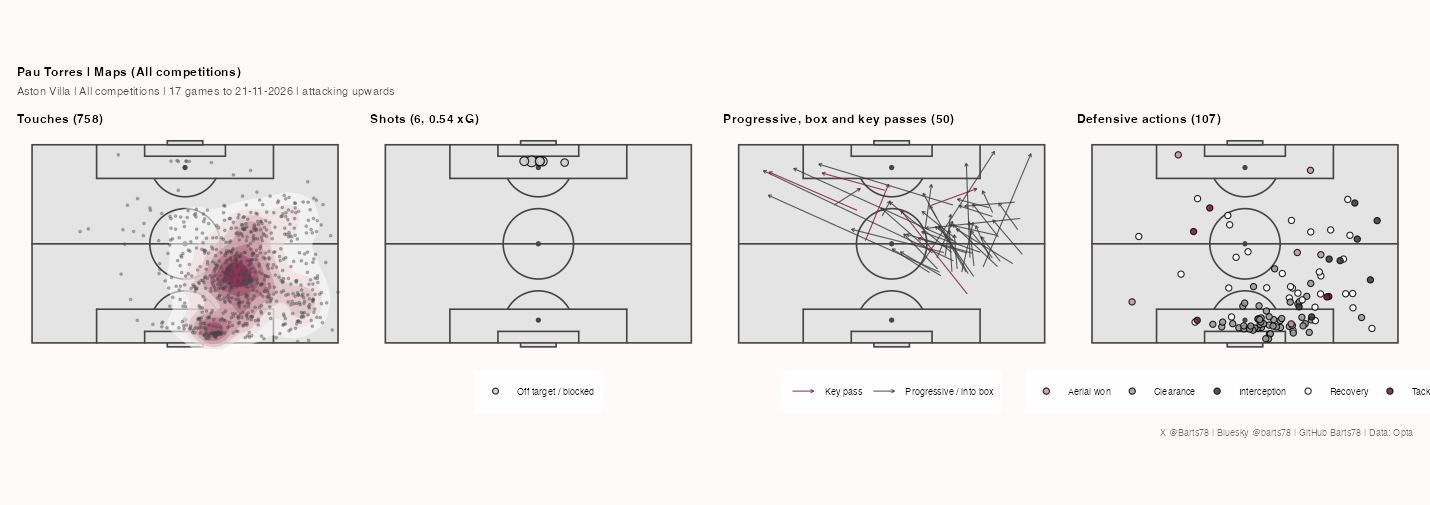 Pau Torres | Maps (All competitions)
Aston Villa | All competitions | 17 games to 21-11-2026 | attacking upwards
Touches (758)
Shots (6, 0.54 xG)
Progressive, box and key passes (50)
Defensive actions (107)
Off target / blocked
Key pass
Progressive / into box
Aerial won
Clearance
Interception
Recovery
Tack
X @Barts78 | Bluesky @barts78 | GitHub Barts78 | Data: Opta